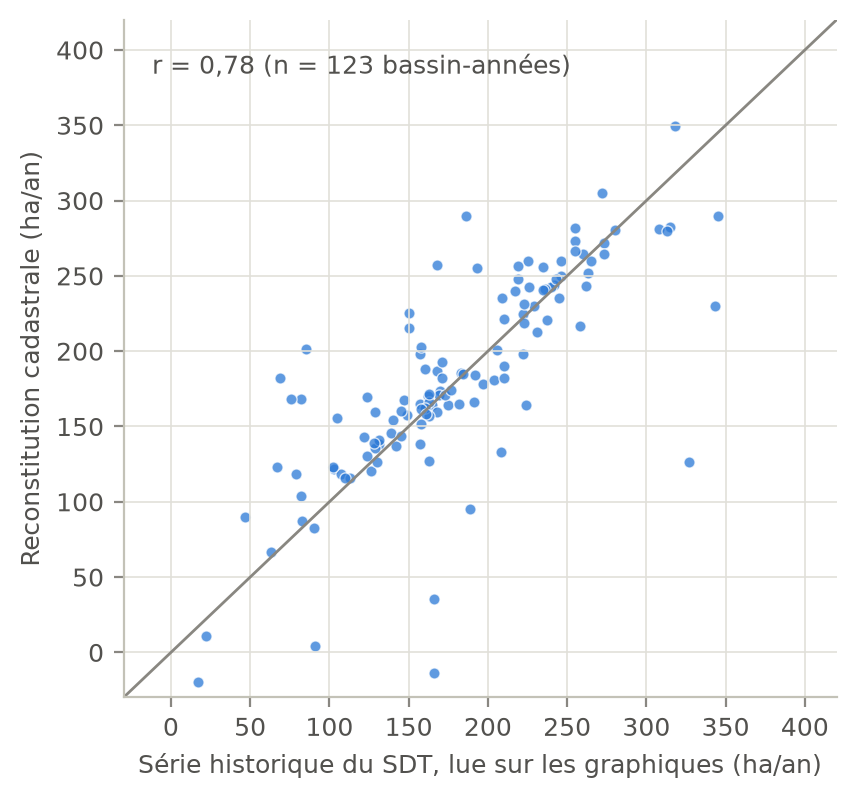 r = 0,78 (n = 123 bassin-années)
Reconstitution cadastrale (ha/an)
400
350
300
250
200
150
100
50
0
0 50 100 150 200 250 300 350 400
Série historique du SDT, lue sur les graphiques (ha/an)